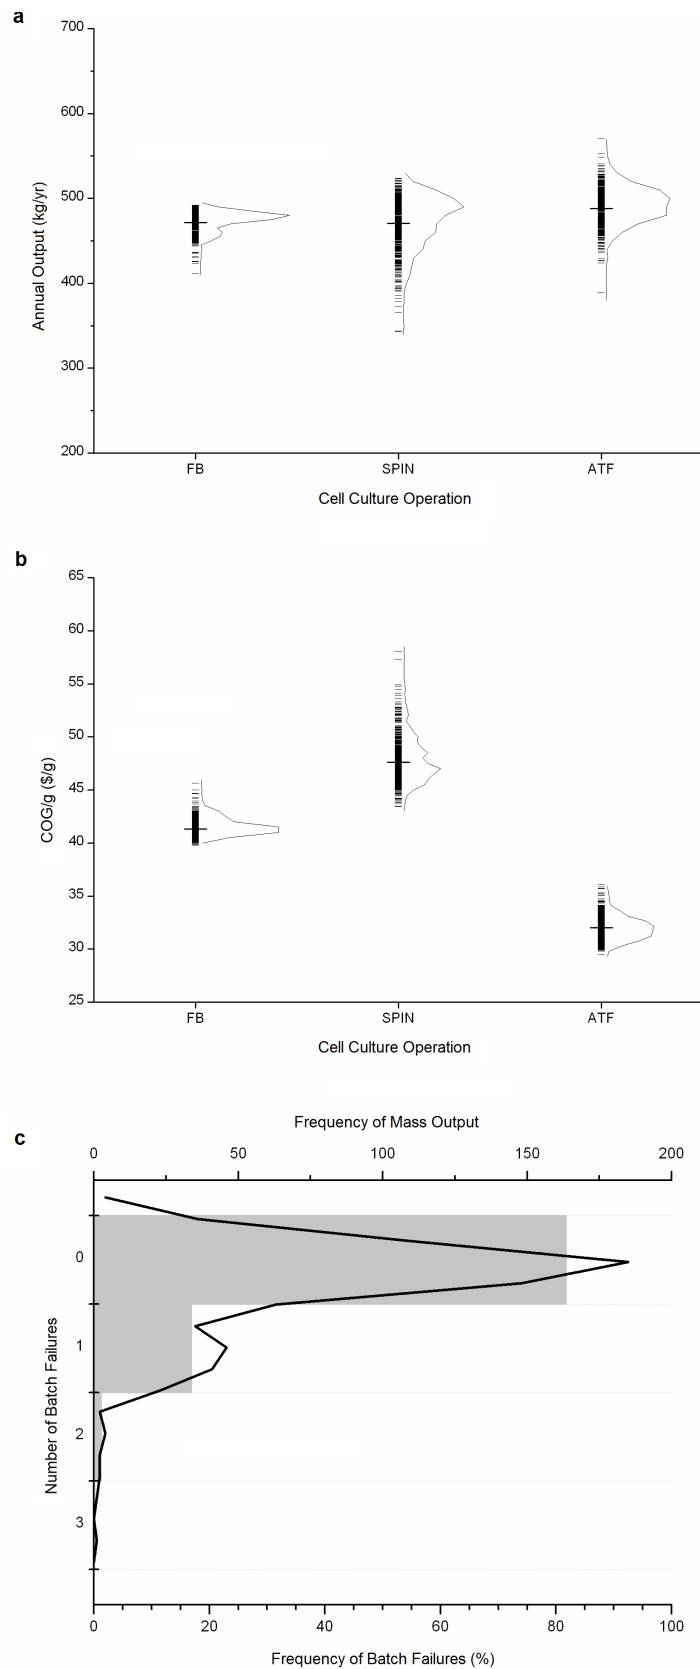 a
700
600
500
400
300
200
Annual Output (kg/yr)
FB SPIN ATF
Cell Culture Operation
b
65
60
55
50
45
40
35
30
25
COG/g ($/g)
FB SPIN ATF
Cell Culture Operation
c
Frequency of Mass Output
0 50 100 150 200
0
1
2
3
Number of Batch Failures
0 20 40 60 80 100
Frequency of Batch Failures (%)